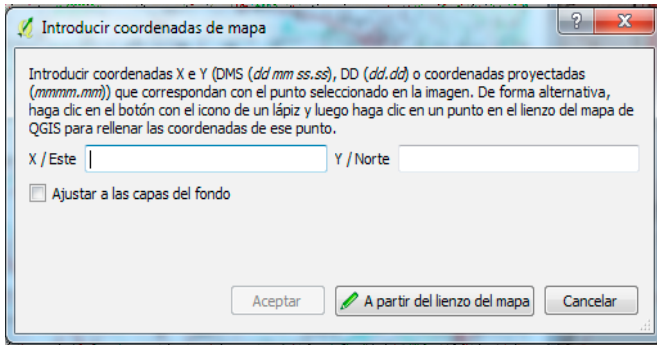 Introducir coordenadas de mapa
Introducir coordenadas X e Y (DMS (dd mm ss.ss), DD (dd.dd) o coordenadas proyectadas
(mmmm.mm)) que correspondan con el punto seleccionado en la imagen. De forma alternativa,
haga clic en el botón con el icono de un lápiz y luego haga clic en un punto en el lienzo del mapa de
QGIS para rellenar las coordenadas de ese punto.
X / Este Y / Norte
Ajustar a las capas del fondo
Aceptar A partir del lienzo del mapa Cancelar